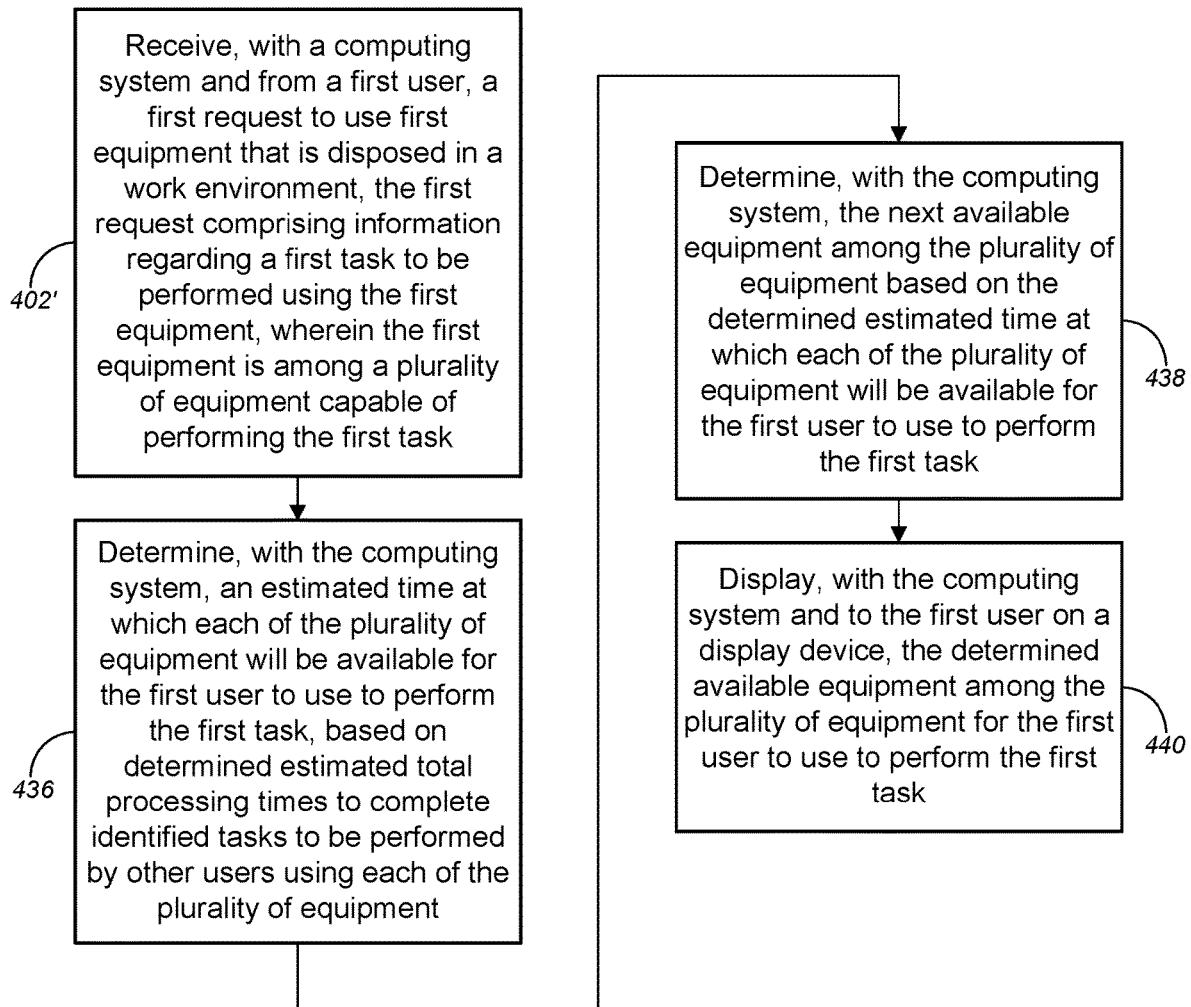 Receive, with a computing
system and from a first user, a
first request to use first
equipment that is disposed in a
work environment, the first
request comprising information
regarding a first task to be
performed using the first
equipment, wherein the first
equipment is among a plurality
of equipment capable of
performing the first task
402'
Determine, with the computing
system, an estimated time at
which each of the plurality of
equipment will be available for
the first user to use to perform
the first task, based on
determined estimated total
processing times to complete
identified tasks to be performed
by other users using each of the
plurality of equipment
436
Determine, with the computing
system, the next available
equipment among the plurality of
equipment based on the
determined estimated time at
which each of the plurality of
equipment will be available for
the first user to use to perform
the first task
438
Display, with the computing
system and to the first user on a
display device, the determined
available equipment among the
plurality of equipment for the first
user to use to perform the first
task
440